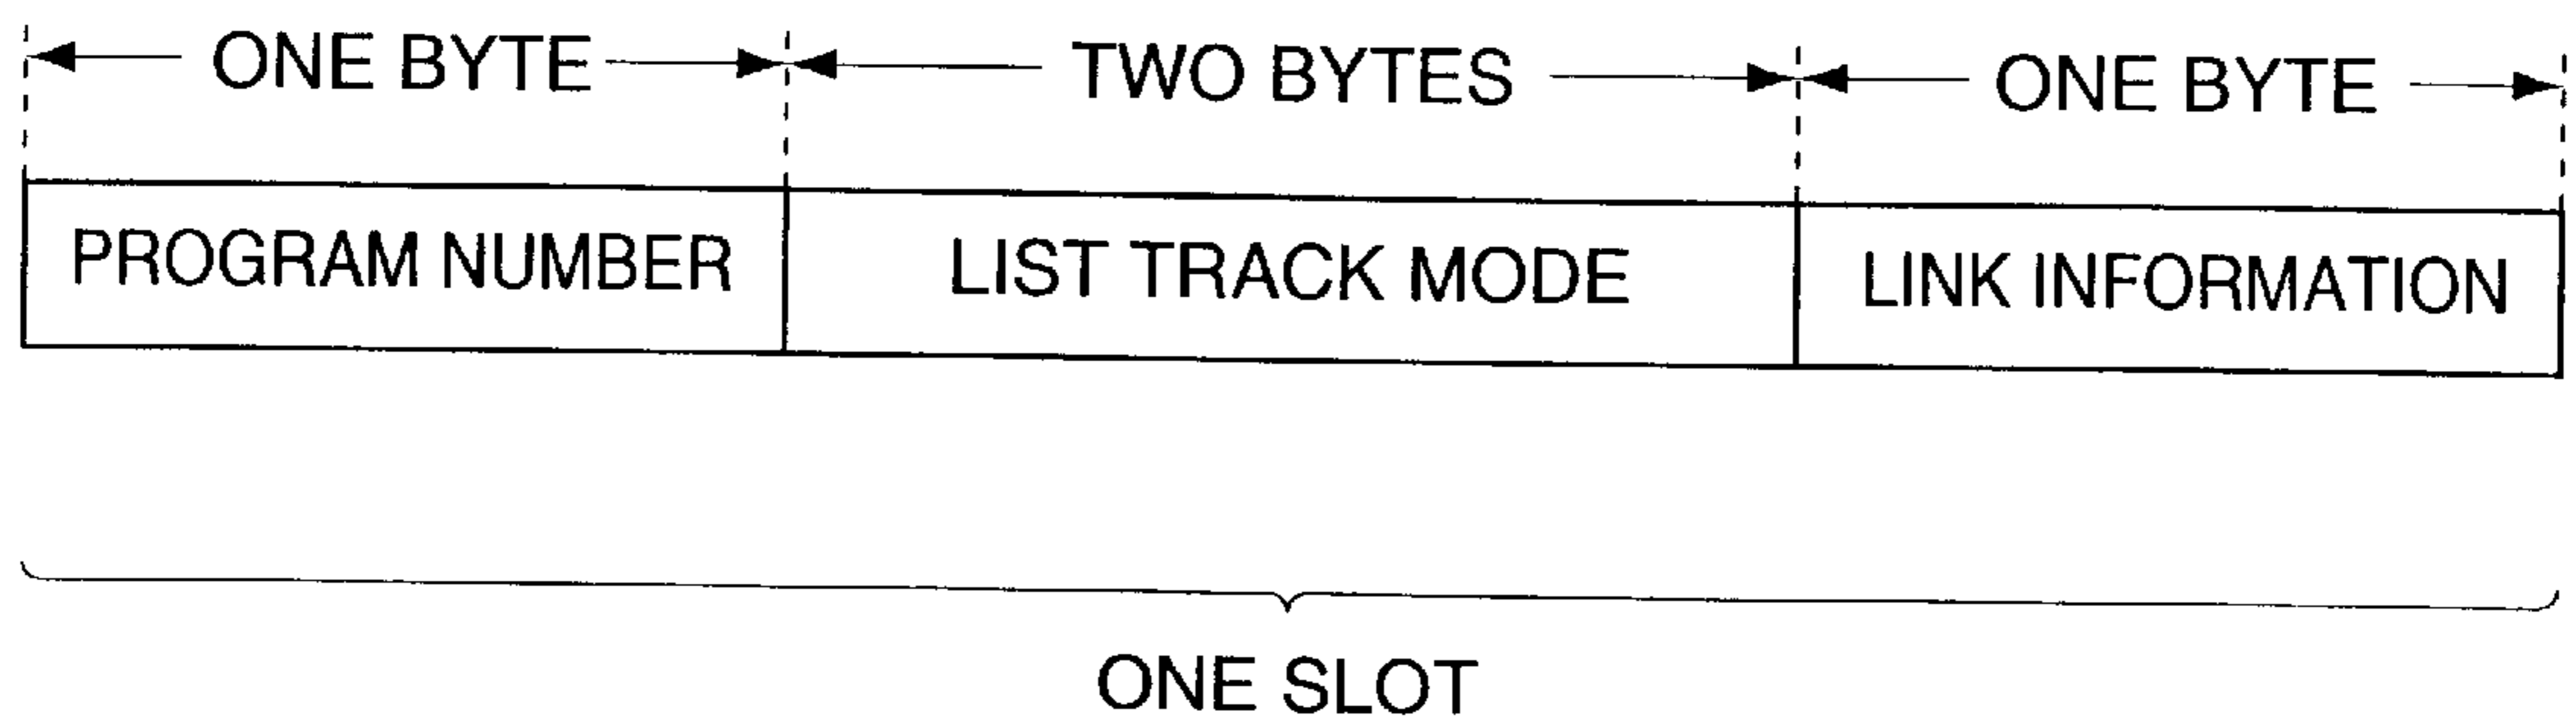 ONE BYTE TWO BYTES ONE BYTE
PROGRAM NUMBER LIST TRACK MODE LINK INFORMATION
ONE SLOT